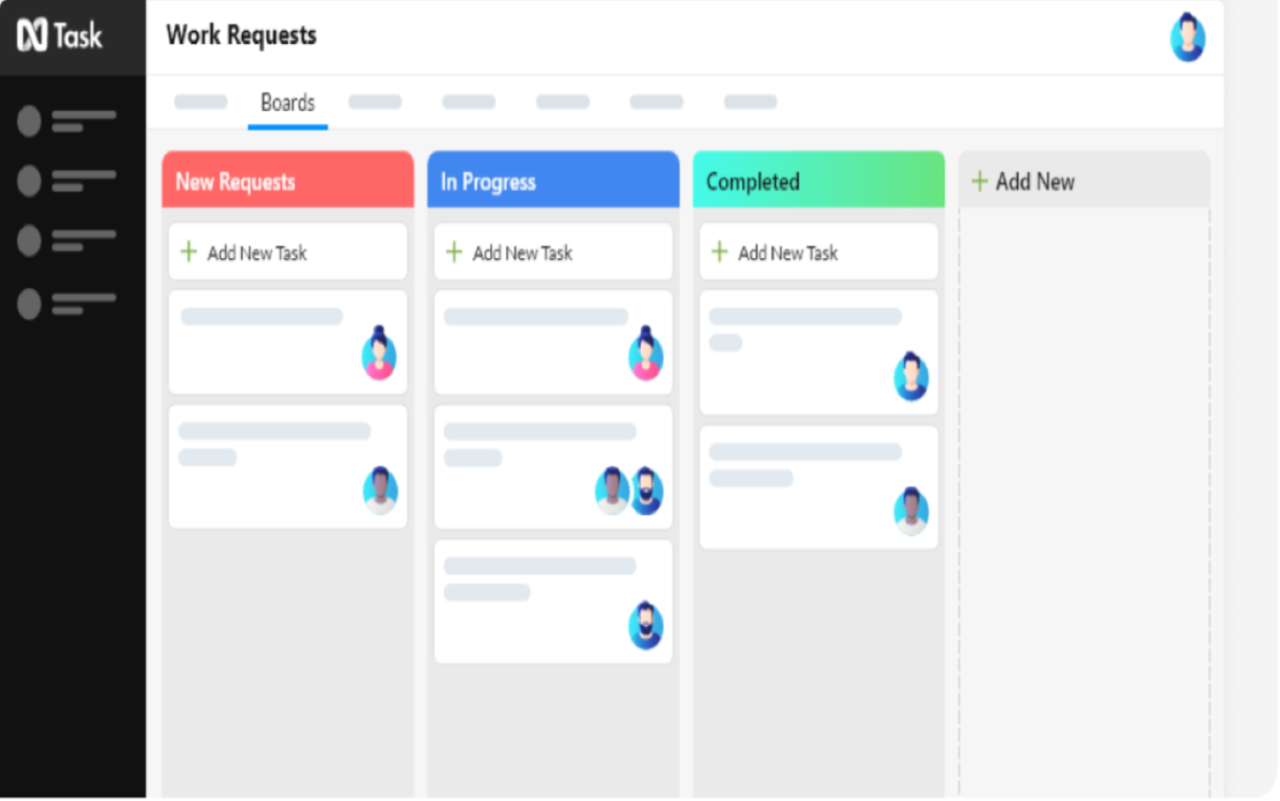 Task
Work Requests
Boards
New Requests
In Progress
Completed
+ Add New
+ Add New Task
+ Add New Task
+ Add New Task